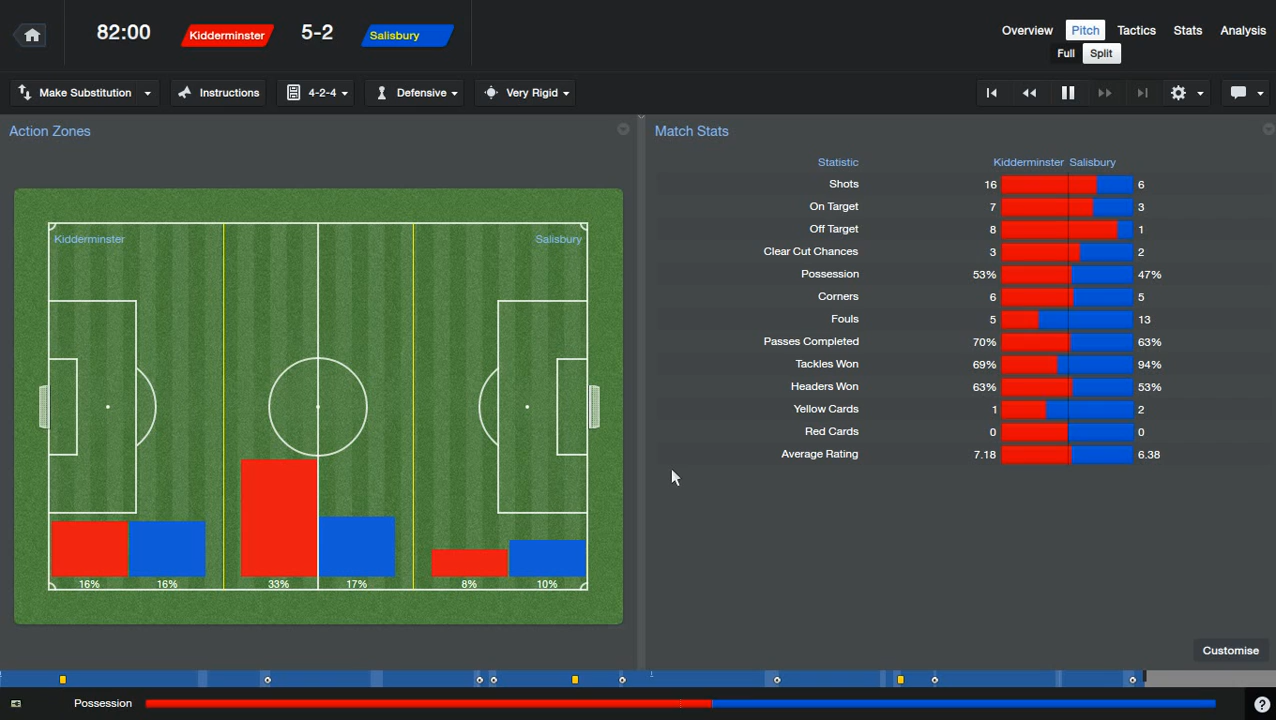 82:00 Kidderminster 5-2 Salisbury
Overview Pitch Tactics Stats Analysis
Full Split
Make Substitution Instructions 4-2-4 Defensive Very Rigid
Action Zones
Kidderminster Salisbury
16% 16% 33% 17% 8% 10%
Match Stats
Statistic Kidderminster Salisbury
Shots 16 6
On Target 7 3
Off Target 8 1
Clear Cut Chances 3 2
Possession 53% 47%
Corners 6 5
Fouls 5 13
Passes Completed 70% 63%
Tackles Won 69% 94%
Headers Won 63% 53%
Yellow Cards 1 2
Red Cards 0 0
Average Rating 7.18 6.38
Customise
Possession ?